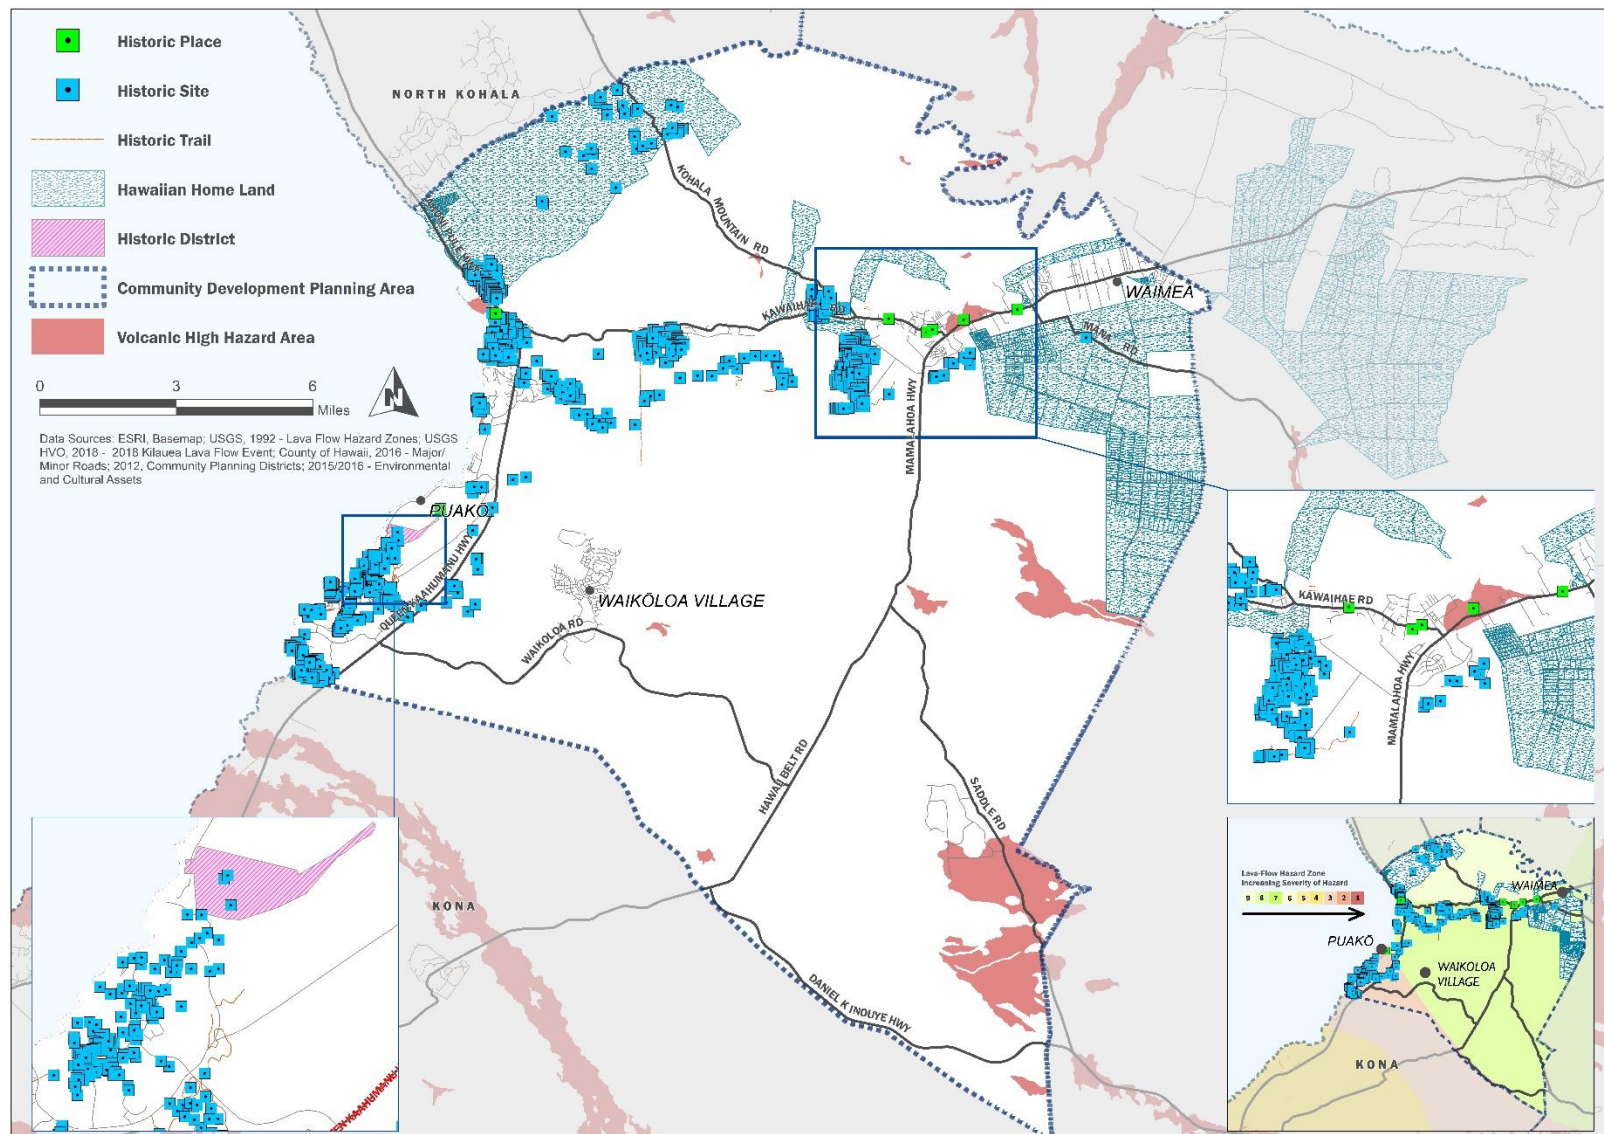 Historic Place
Historic Site
Historic Trail
Hawaiian Home Land
Historic District
Community Development Planning Area
Volcanic High Hazard Area
0 3 6
Miles
N
Data Sources: ESRI, Basemap; USGS, 1992 - Lava Flow Hazard Zones; USGS
HVO, 2018 - 2018 Kilauea Lava Flow Event; County of Hawaii, 2016 - Major/
Minor Roads; 2012, Community Planning Districts; 2015/2016 - Environmental
and Cultural Assets
NORTH KOHALA
KOHALA MOUNTAIN RD
KAWAIHAE RD
WAIMEA
MANA RD
MAMALAHOA HWY
PUAKŌ
QUEEN KAAHUMANU HWY
WAIKŌLOA VILLAGE
WAIKOLOA RD
HAWAII BELT RD
SADDLE RD
KONA
DANIEL K INOUYE HWY
KAWAIHAE RD
MAMALAHOA HWY
EN KAAHUMANU
Lava-Flow Hazard Zone
Increasing Severity of Hazard
9 8 7 6 5 4 3 2 1
WAIMEA
PUAKŌ
WAIKOLOA
VILLAGE
KONA